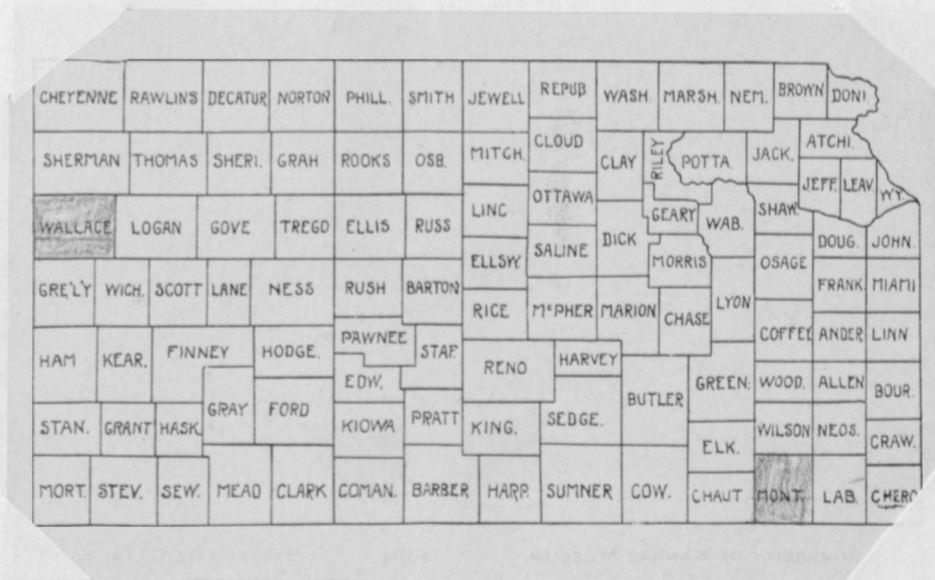 CHEYENNE RAWLINS DECATUR NORTON PHILL. SMITH JEWELL REPUB WASH. MARSH. NEM. BROWN DONI.
SHERMAN THOMAS SHERI. GRAH ROOKS OSB. MITCH. CLOUD CLAY RILEY POTTA. JACK. ATCHI.
JEFF. LEAV. WY.
WALLACE LOGAN GOVE TREGO ELLIS RUSS LINC OTTAWA DICK GEARY WAB. SHAW. DOUG. JOHN.
ELLSW. SALINE MORRIS OSAGE
GRE'LY WICH. SCOTT LANE NESS RUSH BARTON RICE McPHER MARION CHASE LYON FRANK. MIAMI
HAM KEAR. FINNEY HODGE. PAWNEE STAF. RENO HARVEY COFFEY ANDER. LINN
EDW. BUTLER GREEN. WOOD. ALLEN BOUR.
STAN. GRANT HASK. GRAY FORD KIOWA PRATT KING. SEDGE. ELK. WILSON NEOS. CRAW.
MORT. STEV. SEW. MEAD CLARK COMAN. BARBER HARP. SUMNER COW. CHAUT. MONT. LAB. CHERO